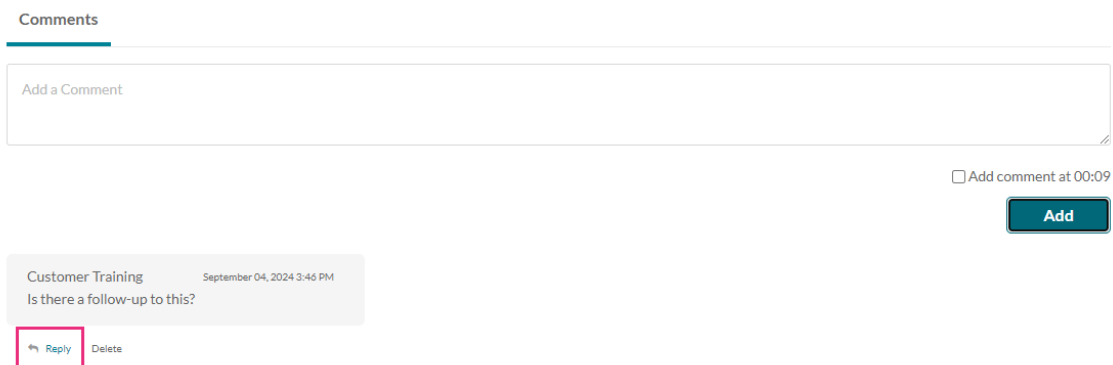 Comments
Add a Comment
Add comment at 00:09
Add
Customer Training September 04, 2024 3:46 PM
Is there a follow-up to this?
Reply Delete